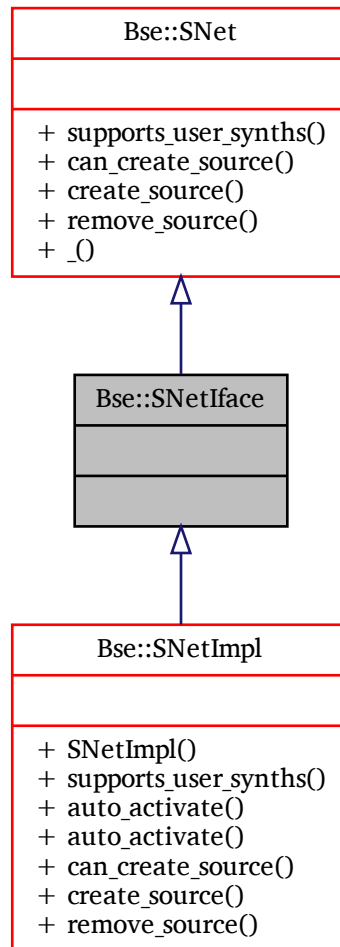 Bse::SNet
+ supports_user_synths()
+ can_create_source()
+ create_source()
+ remove_source()
+ _()
Bse::SNetIface
Bse::SNetImpl
+ SNetImpl()
+ supports_user_synths()
+ auto_activate()
+ auto_activate()
+ can_create_source()
+ create_source()
+ remove_source()